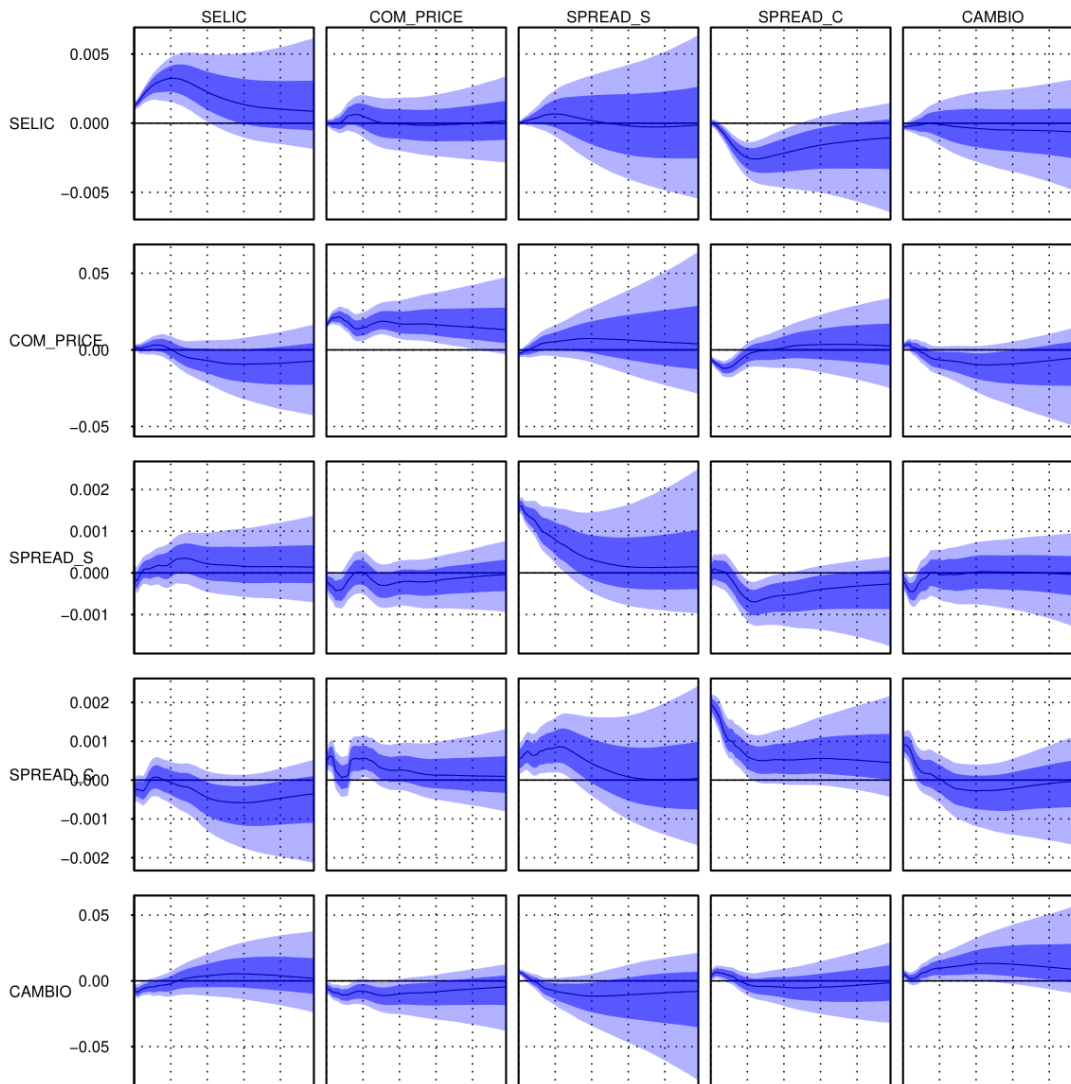 SELIC COM_PRICE SPREAD_S SPREAD_C CAMBIO
0.005
SELIC 0.000
−0.005
0.05
COM_PRICE
0.00
−0.05
0.002
0.001
SPREAD_S
0.000
−0.001
0.002
0.001
SPREAD_C
0.000
−0.001
−0.002
0.05
0.00
CAMBIO
−0.05